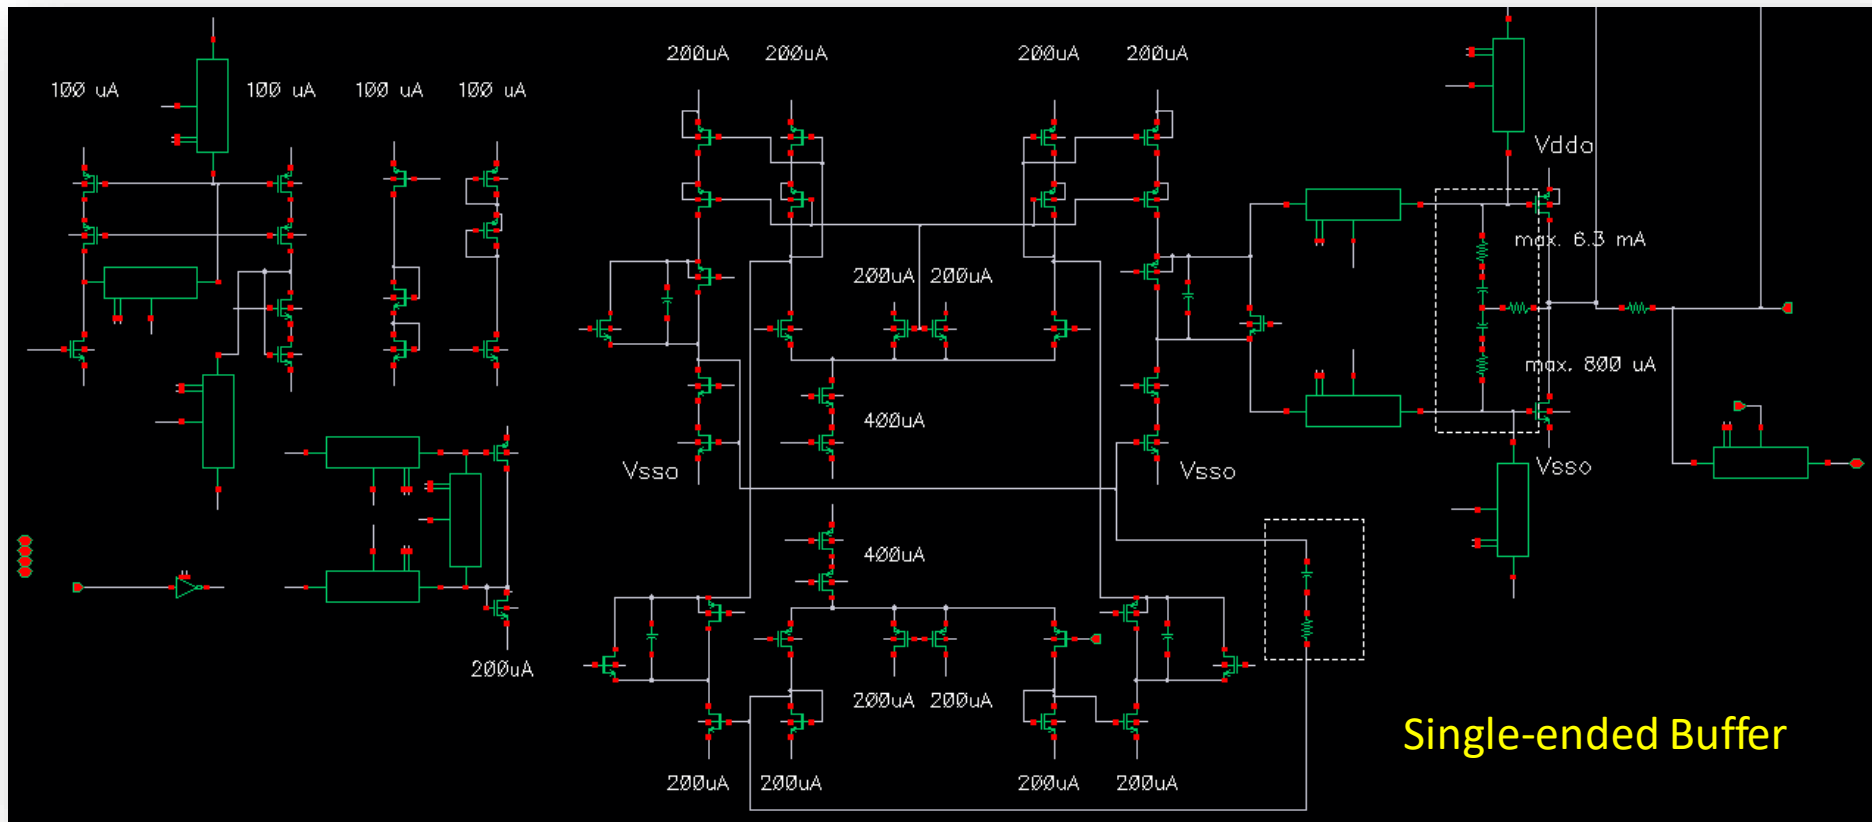 200uA 200uA 200uA 200uA
100 uA 100 uA 100 uA 100 uA
Vddo
max. 6.3 mA
200uA 200uA
max. 800 uA
400uA
Vsso Vsso Vsso
400uA
200uA
200uA 200uA
Single-ended Buffer
200uA 200uA 200uA 200uA